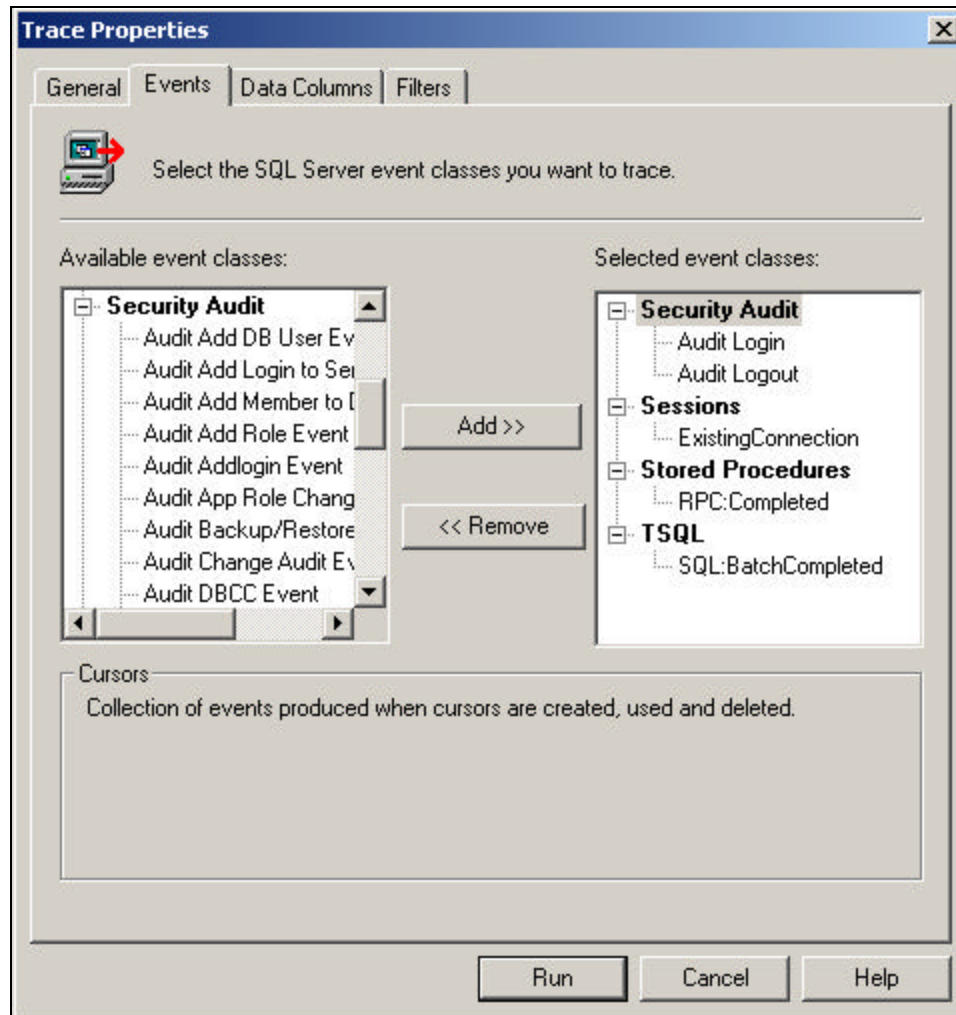 Trace Properties
General Events Data Columns Filters
Select the SQL Server event classes you want to trace.
Available event classes:
Security Audit
Audit Add DB User Ev
Audit Add Login to Ser
Audit Add Member to D
Audit Add Role Event
Audit Addlogin Event
Audit App Role Chang
Audit Backup/Restore
Audit Change Audit Ev
Audit DBCC Event
Add >>
<< Remove
Selected event classes:
Security Audit
Audit Login
Audit Logout
Sessions
ExistingConnection
Stored Procedures
RPC:Completed
TSQL
SQL:BatchCompleted
Cursors
Collection of events produced when cursors are created, used and deleted.
Run Cancel Help